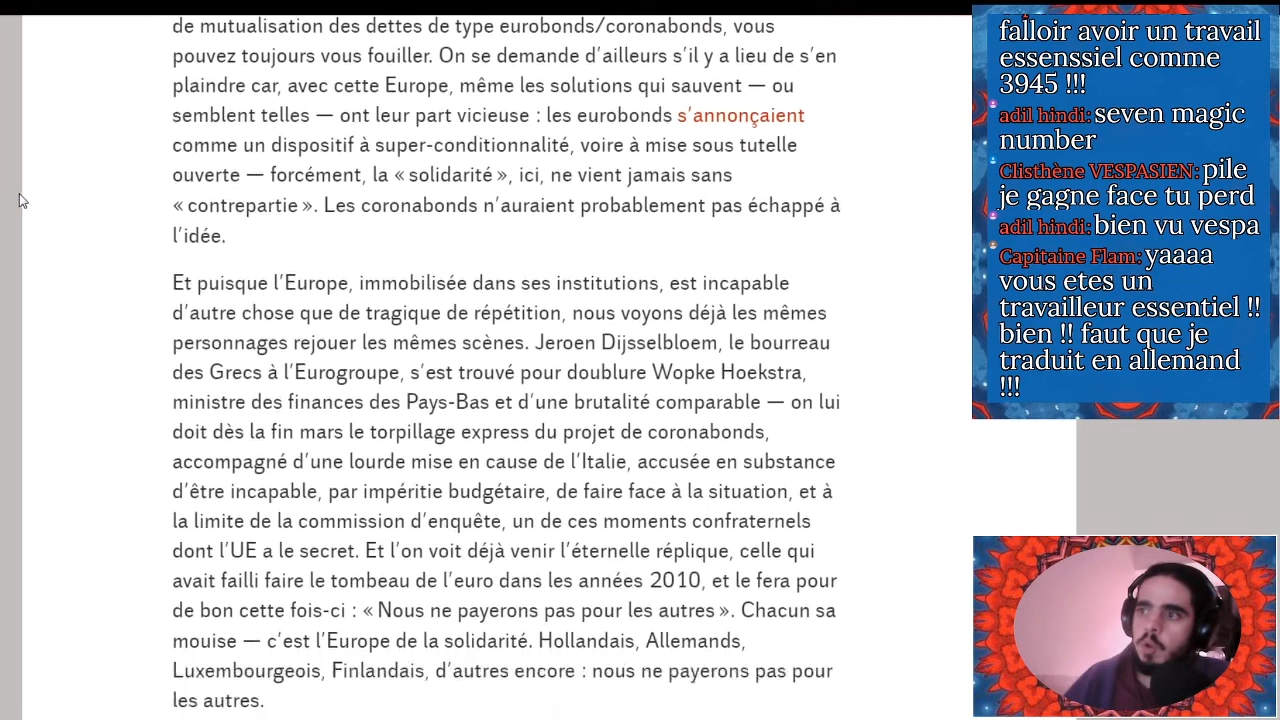 de mutualisation des dettes de type eurobonds/coronabonds, vous
pouvez toujours vous fouiller. On se demande d’ailleurs s’il y a lieu de s’en
plaindre car, avec cette Europe, même les solutions qui sauvent — ou
semblent telles — ont leur part vicieuse : les eurobonds s’annonçaient
comme un dispositif à super-conditionnalité, voire à mise sous tutelle
ouverte — forcément, la « solidarité », ici, ne vient jamais sans
« contrepartie ». Les coronabonds n’auraient probablement pas échappé à
l’idée.
Et puisque l’Europe, immobilisée dans ses institutions, est incapable
d’autre chose que de tragique de répétition, nous voyons déjà les mêmes
personnages rejouer les mêmes scènes. Jeroen Dijsselbloem, le bourreau
des Grecs à l’Eurogroupe, s’est trouvé pour doublure Wopke Hoekstra,
ministre des finances des Pays-Bas et d’une brutalité comparable — on lui
doit dès la fin mars le torpillage express du projet de coronabonds,
accompagné d’une lourde mise en cause de l’Italie, accusée en substance
d’être incapable, par impéritie budgétaire, de faire face à la situation, et à
la limite de la commission d’enquête, un de ces moments confraternels
dont l’UE a le secret. Et l’on voit déjà venir l’éternelle réplique, celle qui
avait failli faire le tombeau de l’euro dans les années 2010, et le fera pour
de bon cette fois-ci : « Nous ne payerons pas pour les autres ». Chacun sa
mouise — c’est l’Europe de la solidarité. Hollandais, Allemands,
Luxembourgeois, Finlandais, d’autres encore : nous ne payerons pas pour
les autres.
falloir avoir un travail
essenssiel comme
3945 !!!
adil hindi: seven magic
number
Clisthène VESPASIEN: pile
je gagne face tu perd
adil hindi: bien vu vespa
Capitaine Flam: yaaaa
vous etes un
travailleur essentiel !!
bien !! faut que je
traduit en allemand
!!!